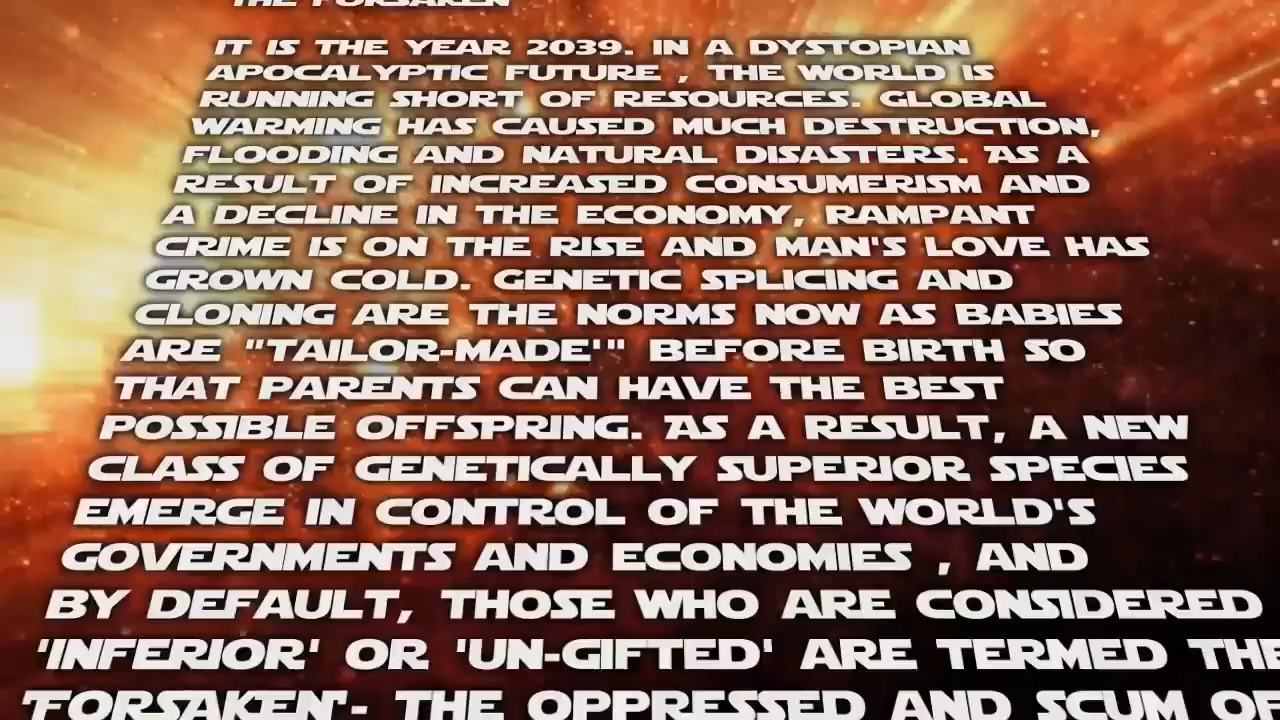 THE FORSAKEN
IT IS THE YEAR 2039. IN A DYSTOPIAN
APOCALYPTIC FUTURE , THE WORLD IS
RUNNING SHORT OF RESOURCES. GLOBAL
WARMING HAS CAUSED MUCH DESTRUCTION,
FLOODING AND NATURAL DISASTERS. AS A
RESULT OF INCREASED CONSUMERISM AND
A DECLINE IN THE ECONOMY, RAMPANT
CRIME IS ON THE RISE AND MAN'S LOVE HAS
GROWN COLD. GENETIC SPLICING AND
CLONING ARE THE NORMS NOW AS BABIES
ARE "TAILOR-MADE'" BEFORE BIRTH SO
THAT PARENTS CAN HAVE THE BEST
POSSIBLE OFFSPRING. AS A RESULT, A NEW
CLASS OF GENETICALLY SUPERIOR SPECIES
EMERGE IN CONTROL OF THE WORLD'S
GOVERNMENTS AND ECONOMIES , AND
BY DEFAULT, THOSE WHO ARE CONSIDERED
'INFERIOR' OR 'UN-GIFTED' ARE TERMED THE
'FORSAKEN'- THE OPPRESSED AND SCUM OF